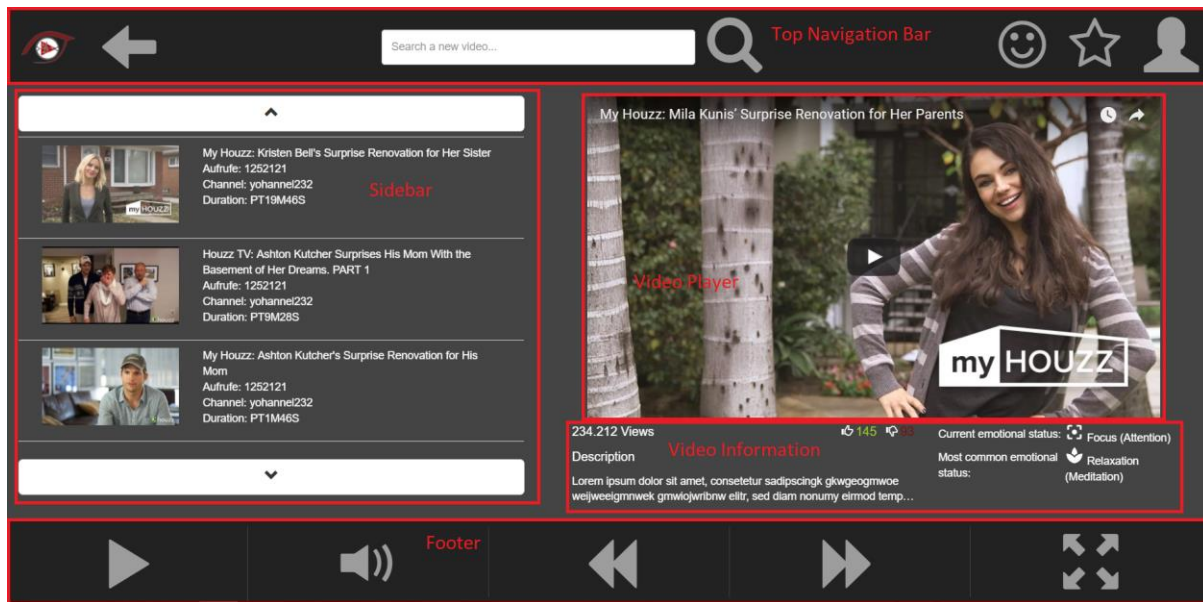 Search a new video...
Top Navigation Bar
My Houzz: Kristen Bell's Surprise Renovation for Her Sister
Aufrufe: 1252121
Channel: yohannel232
Duration: PT19M46S
Sidebar
my HOUZZ
Houzz TV: Ashton Kutcher Surprises His Mom With the
Basement of Her Dreams. PART 1
Aufrufe: 1252121
Channel: yohannel232
Duration: PT9M28S
My Houzz: Ashton Kutcher's Surprise Renovation for His
Mom
Aufrufe: 1252121
Channel: yohannel232
Duration: PT1M46S
My Houzz: Mila Kunis' Surprise Renovation for Her Parents
Video Player
my HOUZZ
234.212 Views
145
Description
Video Information
Lorem ipsum dolor sit amet, consetetur sadipscingk gkwgeogmwoe
weijweeigmnwek gmwiojwribnw elitr, sed diam nonumy eirmod temp...
Current emotional status: Focus (Attention)
Most common emotional Relaxation
status: (Meditation)
Footer